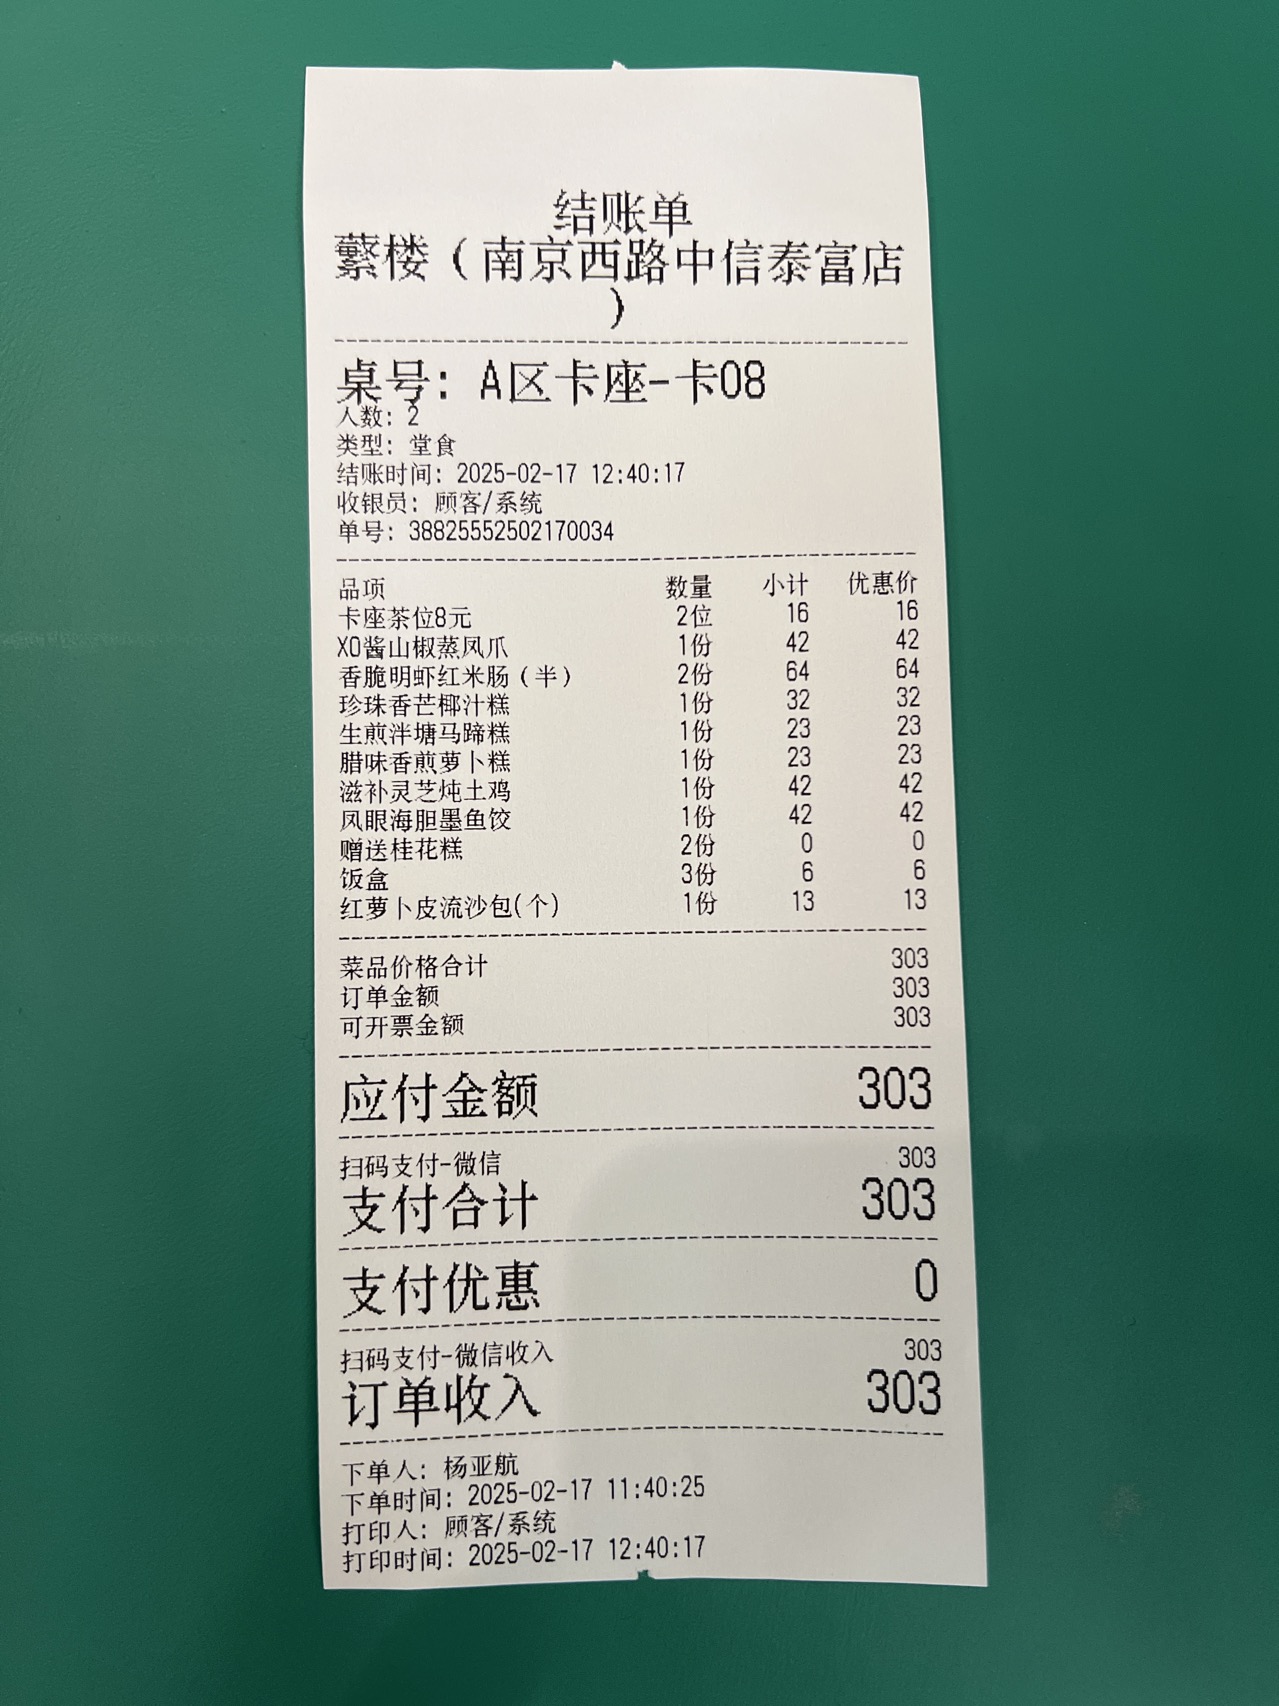 结账单
蘩楼（南京西路中信泰富店
）
桌号: A区卡座-卡08
人数: 2
类型: 堂食
结账时间: 2025-02-17 12:40:17
收银员: 顾客/系统
单号: 38825552502170034
品项 数量 小计 优惠价
卡座茶位8元 2位 16 16
XO酱山椒蒸凤爪 1份 42 42
香脆明虾红米肠（半） 2份 64 64
珍珠香芒椰汁糕 1份 32 32
生煎泮塘马蹄糕 1份 23 23
腊味香煎萝卜糕 1份 23 23
滋补灵芝炖土鸡 1份 42 42
凤眼海胆墨鱼饺 1份 42 42
赠送桂花糕 2份 0 0
饭盒 3份 6 6
红萝卜皮流沙包(个) 1份 13 13
菜品价格合计 303
订单金额 303
可开票金额 303
应付金额 303
扫码支付-微信 303
支付合计 303
支付优惠 0
扫码支付-微信收入 303
订单收入 303
下单人: 杨亚航
下单时间: 2025-02-17 11:40:25
打印人: 顾客/系统
打印时间: 2025-02-17 12:40:17